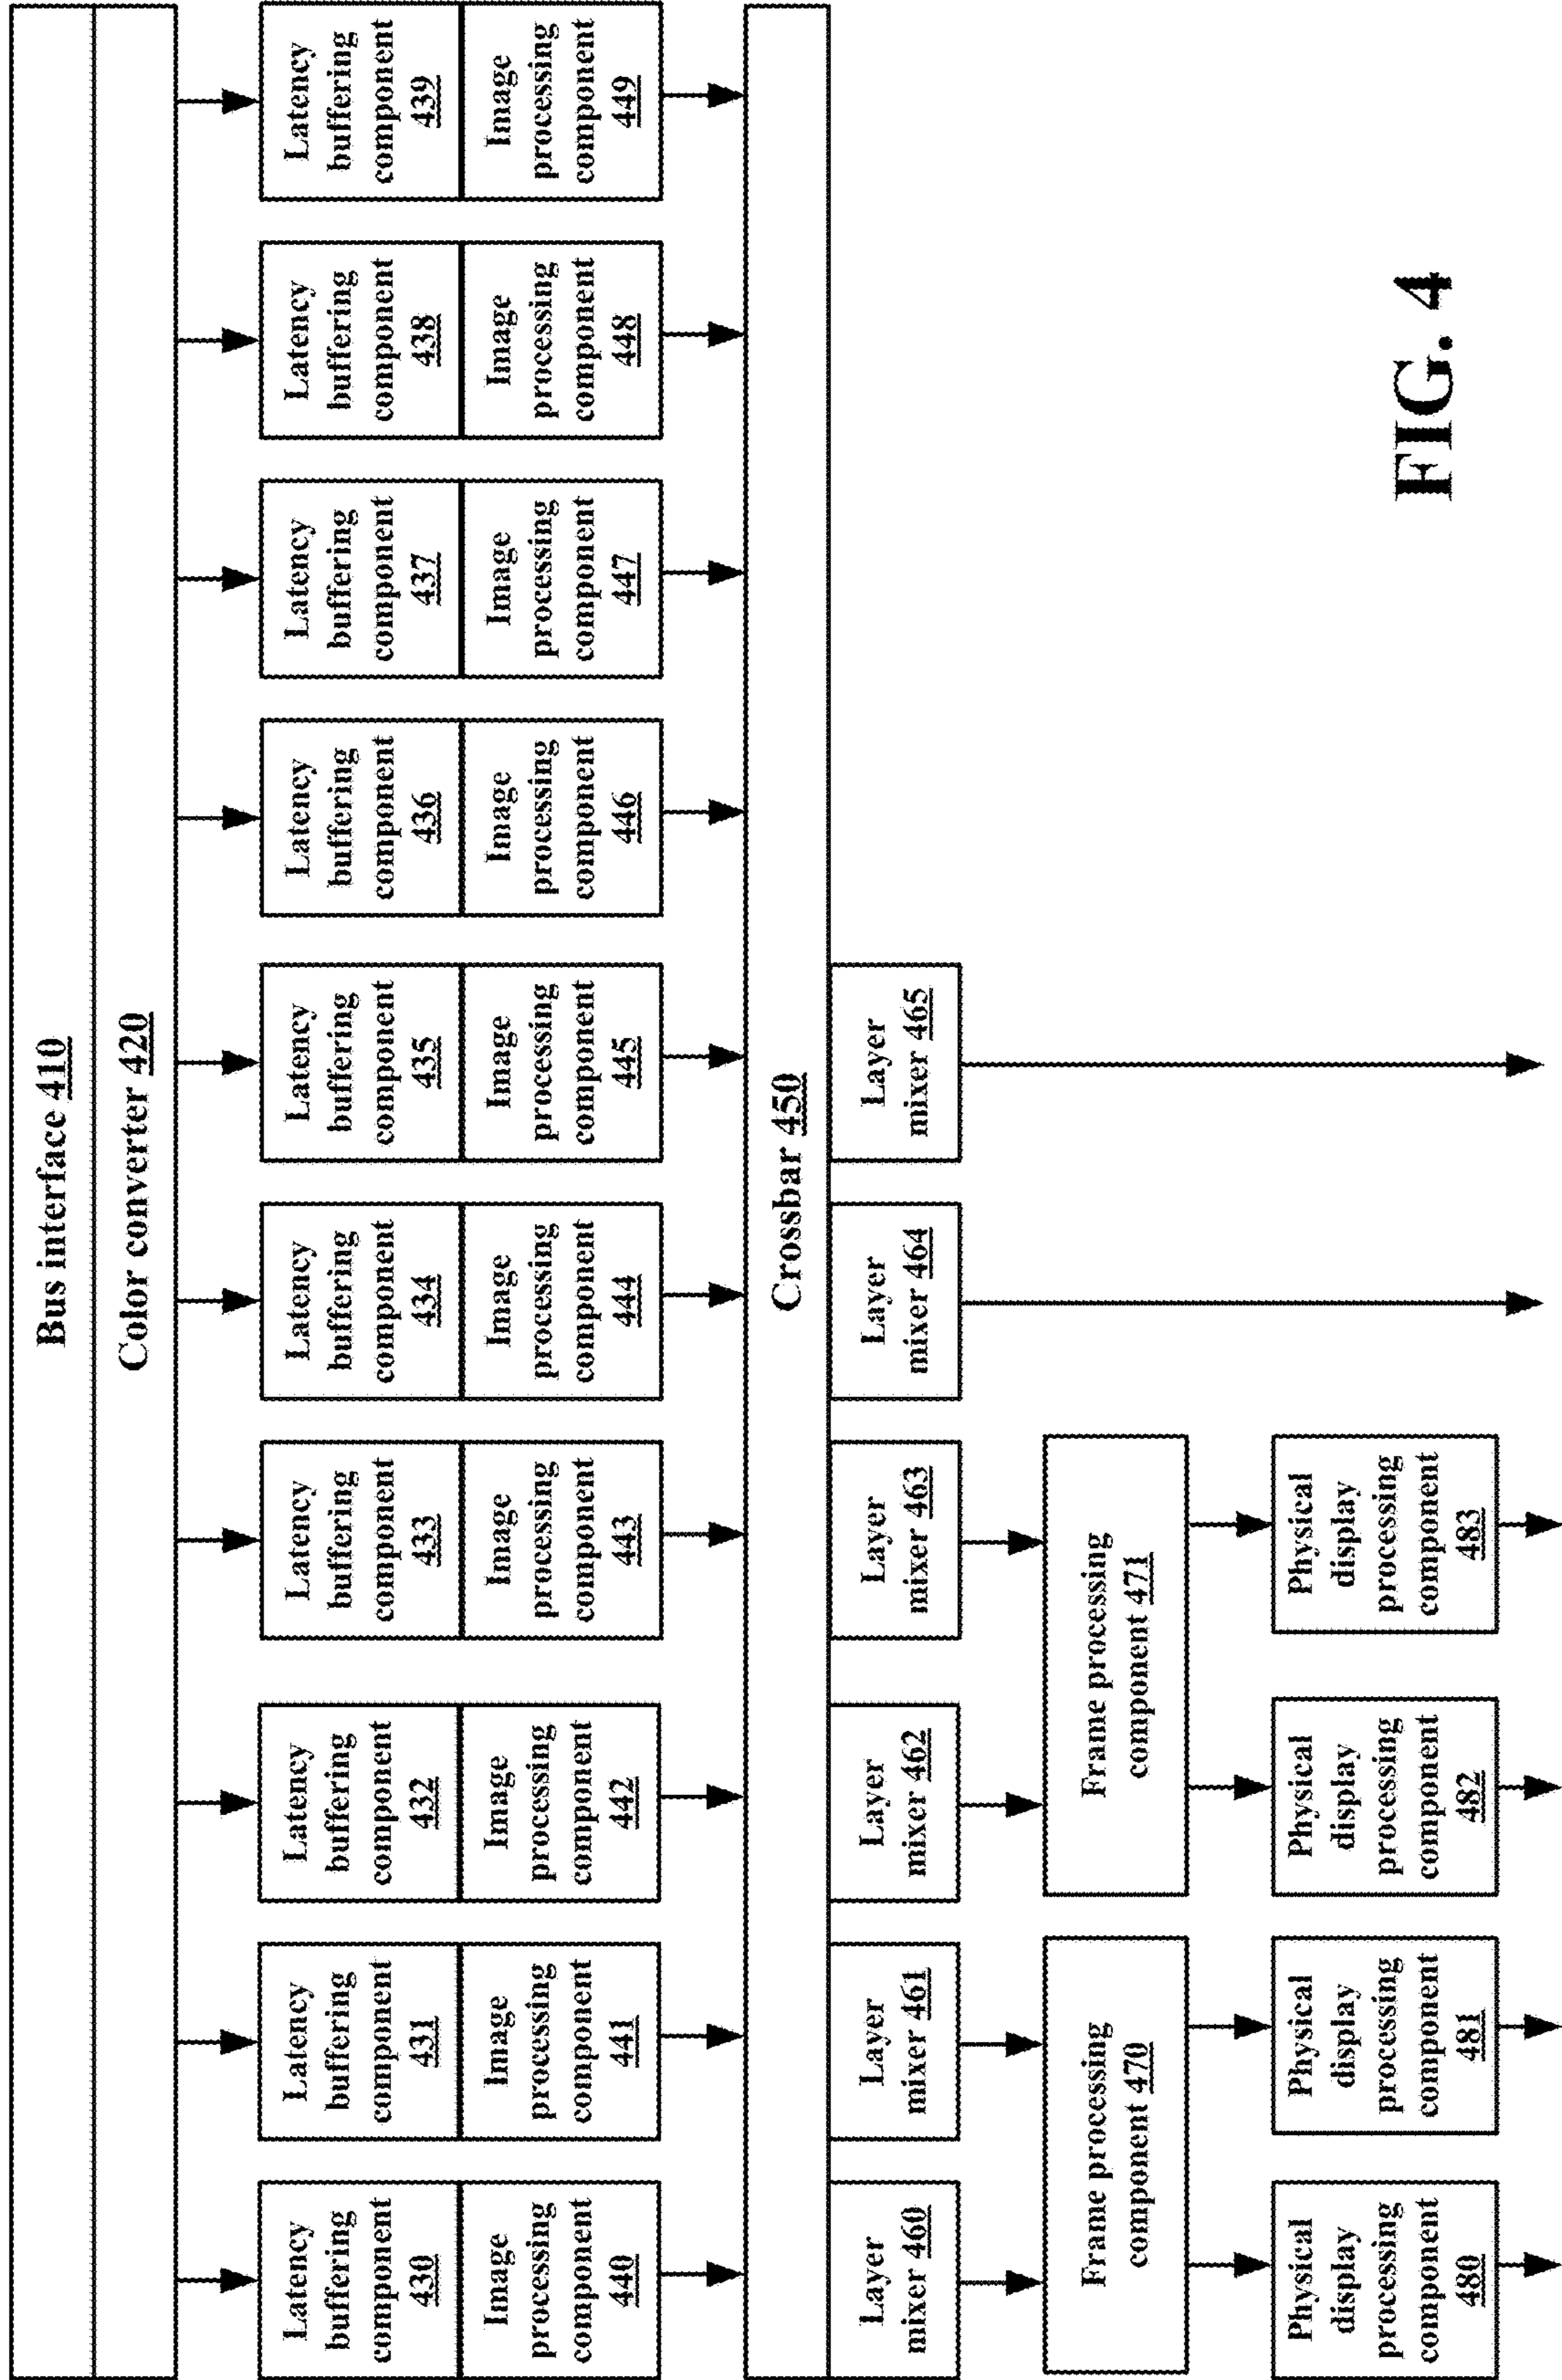 Bus interface 410
Color converter 420
Latency
buffering
component
430
Latency
buffering
component
431
Latency
buffering
component
432
Latency
buffering
component
433
Latency
buffering
component
434
Latency
buffering
component
435
Latency
buffering
component
436
Latency
buffering
component
437
Latency
buffering
component
438
Latency
buffering
component
439
Image
processing
component
440
Image
processing
component
441
Image
processing
component
442
Image
processing
component
443
Image
processing
component
444
Image
processing
component
445
Image
processing
component
446
Image
processing
component
447
Image
processing
component
448
Image
processing
component
449
Crossbar 450
Layer
mixer 460
Layer
mixer 461
Layer
mixer 462
Layer
mixer 463
Layer
mixer 464
Layer
mixer 465
Frame processing
component 470
Frame processing
component 471
Physical
display
processing
component
480
Physical
display
processing
component
481
Physical
display
processing
component
482
Physical
display
processing
component
483
FIG. 4